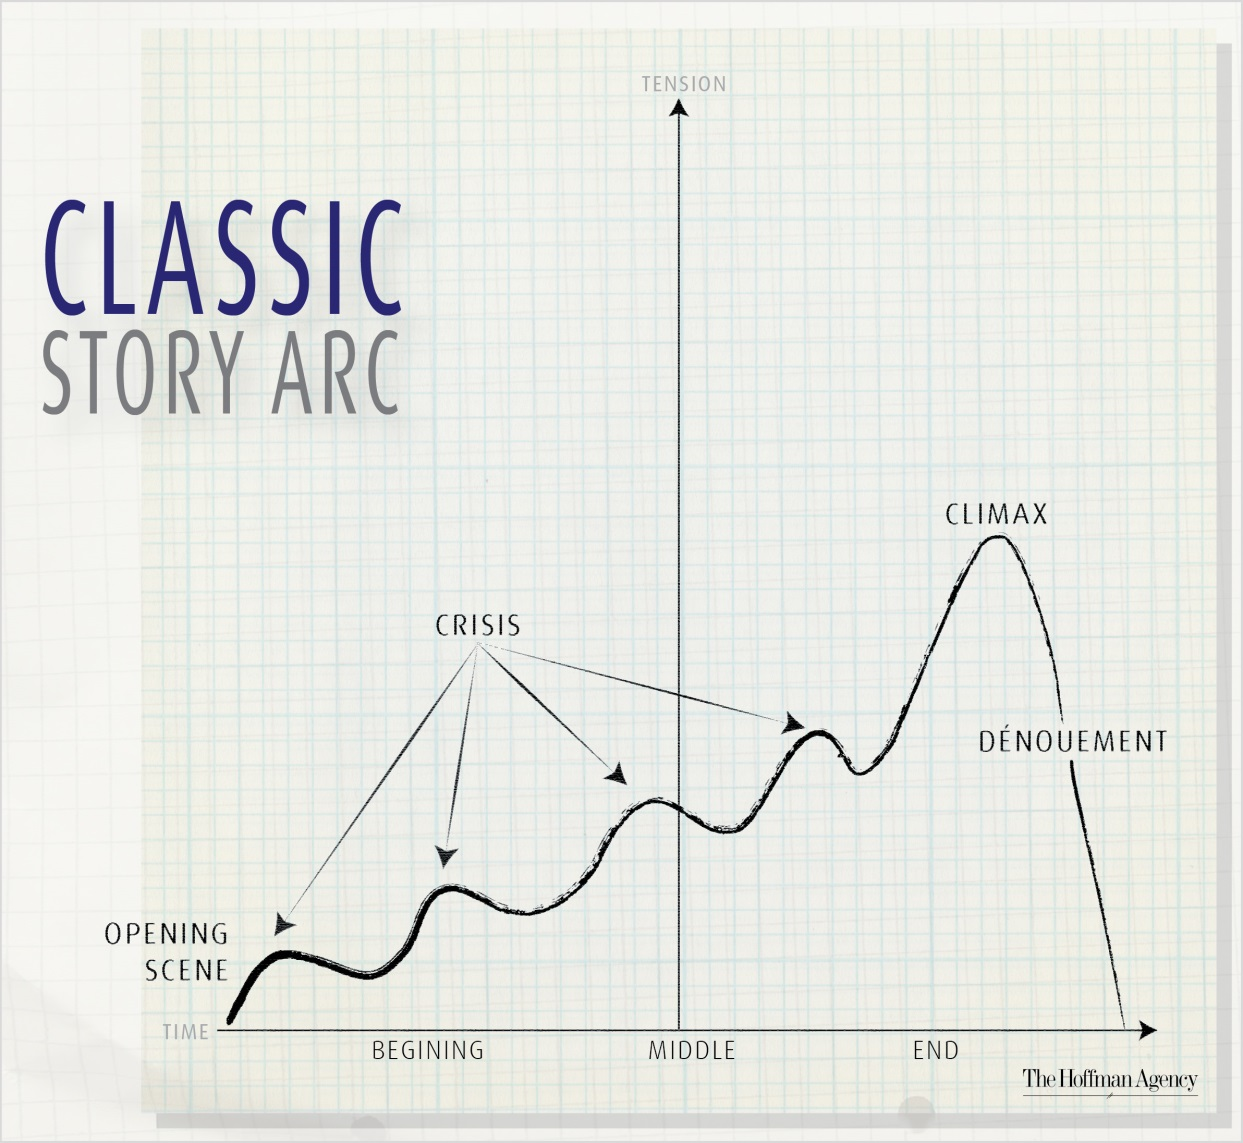 TENSION
CLASSIC
STORY ARC
CLIMAX
CRISIS
DÉNOUEMENT
OPENING
SCENE
TIME
BEGINING
MIDDLE
END
The Hoffman Agency